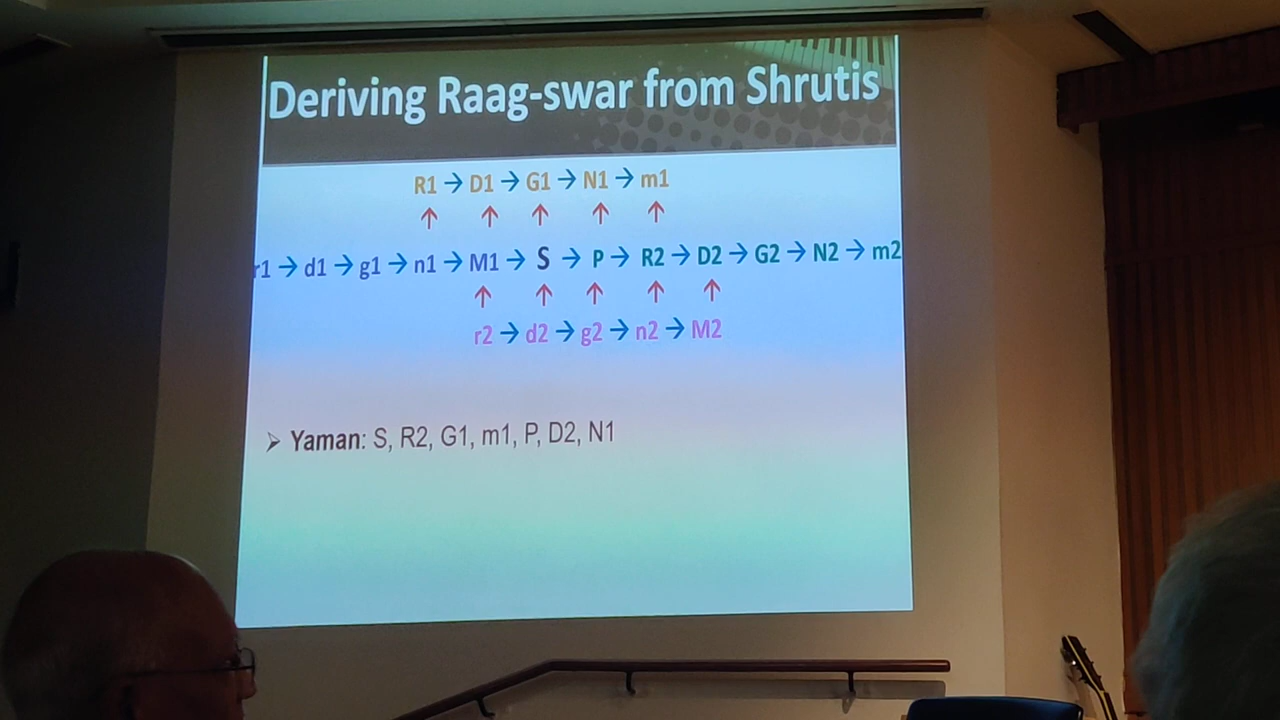 Deriving Raag-swar from Shrutis
R1 → D1 → G1 → N1 → m1
↑ ↑ ↑ ↑ ↑
r1 → d1 → g1 → n1 → M1 → S → P → R2 → D2 → G2 → N2 → m2
↑ ↑ ↑ ↑ ↑
r2 → d2 → g2 → n2 → M2
➢ Yaman: S, R2, G1, m1, P, D2, N1